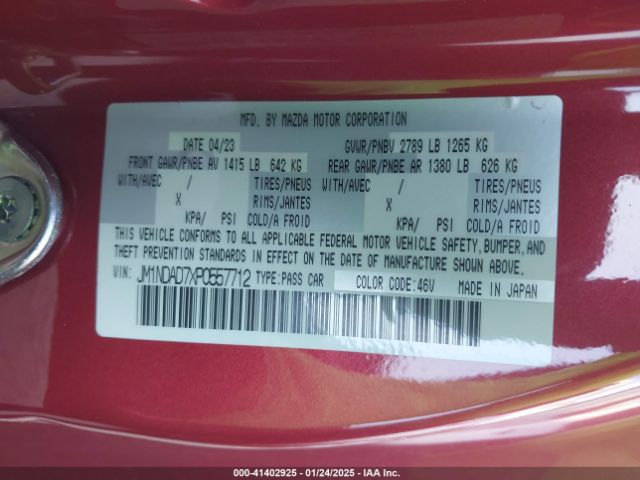 MFD. BY MAZDA MOTOR CORPORATION
DATE 04/23 GVWR/PNBV 2789 LB 1265 KG
FRONT GAWR/PNBE AV 1415 LB 642 KG REAR GAWR/PNBE AR 1380 LB 626 KG
WITH/AVEC / TIRES/PNEUS WITH/AVEC / TIRES/PNEUS
X RIMS/JANTES X RIMS/JANTES
KPA/ PSI COLD/A FROID KPA/ PSI COLD/A FROID
THIS VEHICLE CONFORMS TO ALL APPLICABLE FEDERAL MOTOR VEHICLE SAFETY, BUMPER, AND
THEFT PREVENTION STANDARDS IN EFFECT ON THE DATE OF MANUFACTURE SHOWN ABOVE.
VIN: JM1NDAD7XP0557712 TYPE:PASS CAR COLOR CODE:46V MADE IN JAPAN
000-41402925 - 01/24/2025 - IAA Inc.